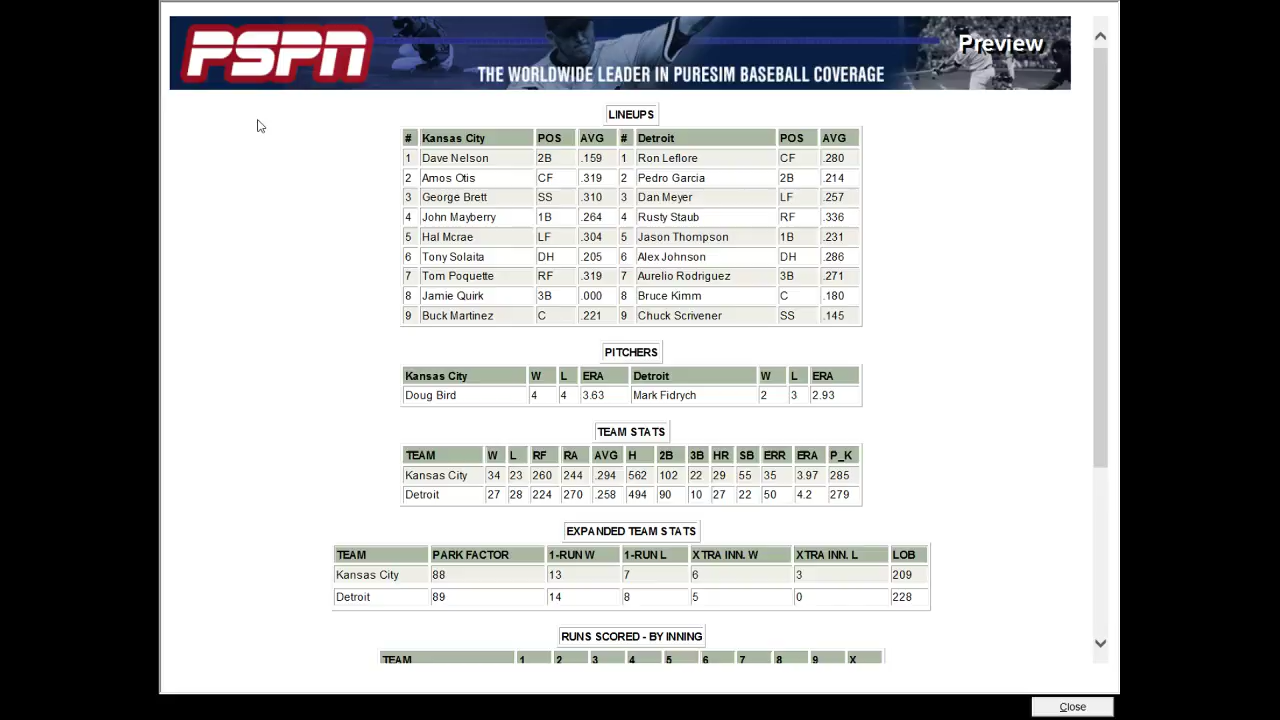 PSPN
Preview
THE WORLDWIDE LEADER IN PURESIM BASEBALL COVERAGE
LINEUPS
# Kansas City POS AVG # Detroit POS AVG
1 Dave Nelson 2B .159 1 Ron Leflore CF .280
2 Amos Otis CF .319 2 Pedro Garcia 2B .214
3 George Brett SS .310 3 Dan Meyer LF .257
4 John Mayberry 1B .264 4 Rusty Staub RF .336
5 Hal Mcrae LF .304 5 Jason Thompson 1B .231
6 Tony Solaita DH .205 6 Alex Johnson DH .286
7 Tom Poquette RF .319 7 Aurelio Rodriguez 3B .271
8 Jamie Quirk 3B .000 8 Bruce Kimm C .180
9 Buck Martinez C .221 9 Chuck Scrivener SS .145
PITCHERS
Kansas City W L ERA Detroit W L ERA
Doug Bird 4 4 3.63 Mark Fidrych 2 3 2.93
TEAM STATS
TEAM W L RF RA AVG H 2B 3B HR SB ERR ERA P_K
Kansas City 34 23 260 244 .294 562 102 22 29 55 35 3.97 285
Detroit 27 28 224 270 .258 494 90 10 27 22 50 4.2 279
EXPANDED TEAM STATS
TEAM PARK FACTOR 1-RUN W 1-RUN L XTRA INN. W XTRA INN. L LOB
Kansas City 88 13 7 6 3 209
Detroit 89 14 8 5 0 228
RUNS SCORED - BY INNING
TEAM 1 2 3 4 5 6 7 8 9 X
Close